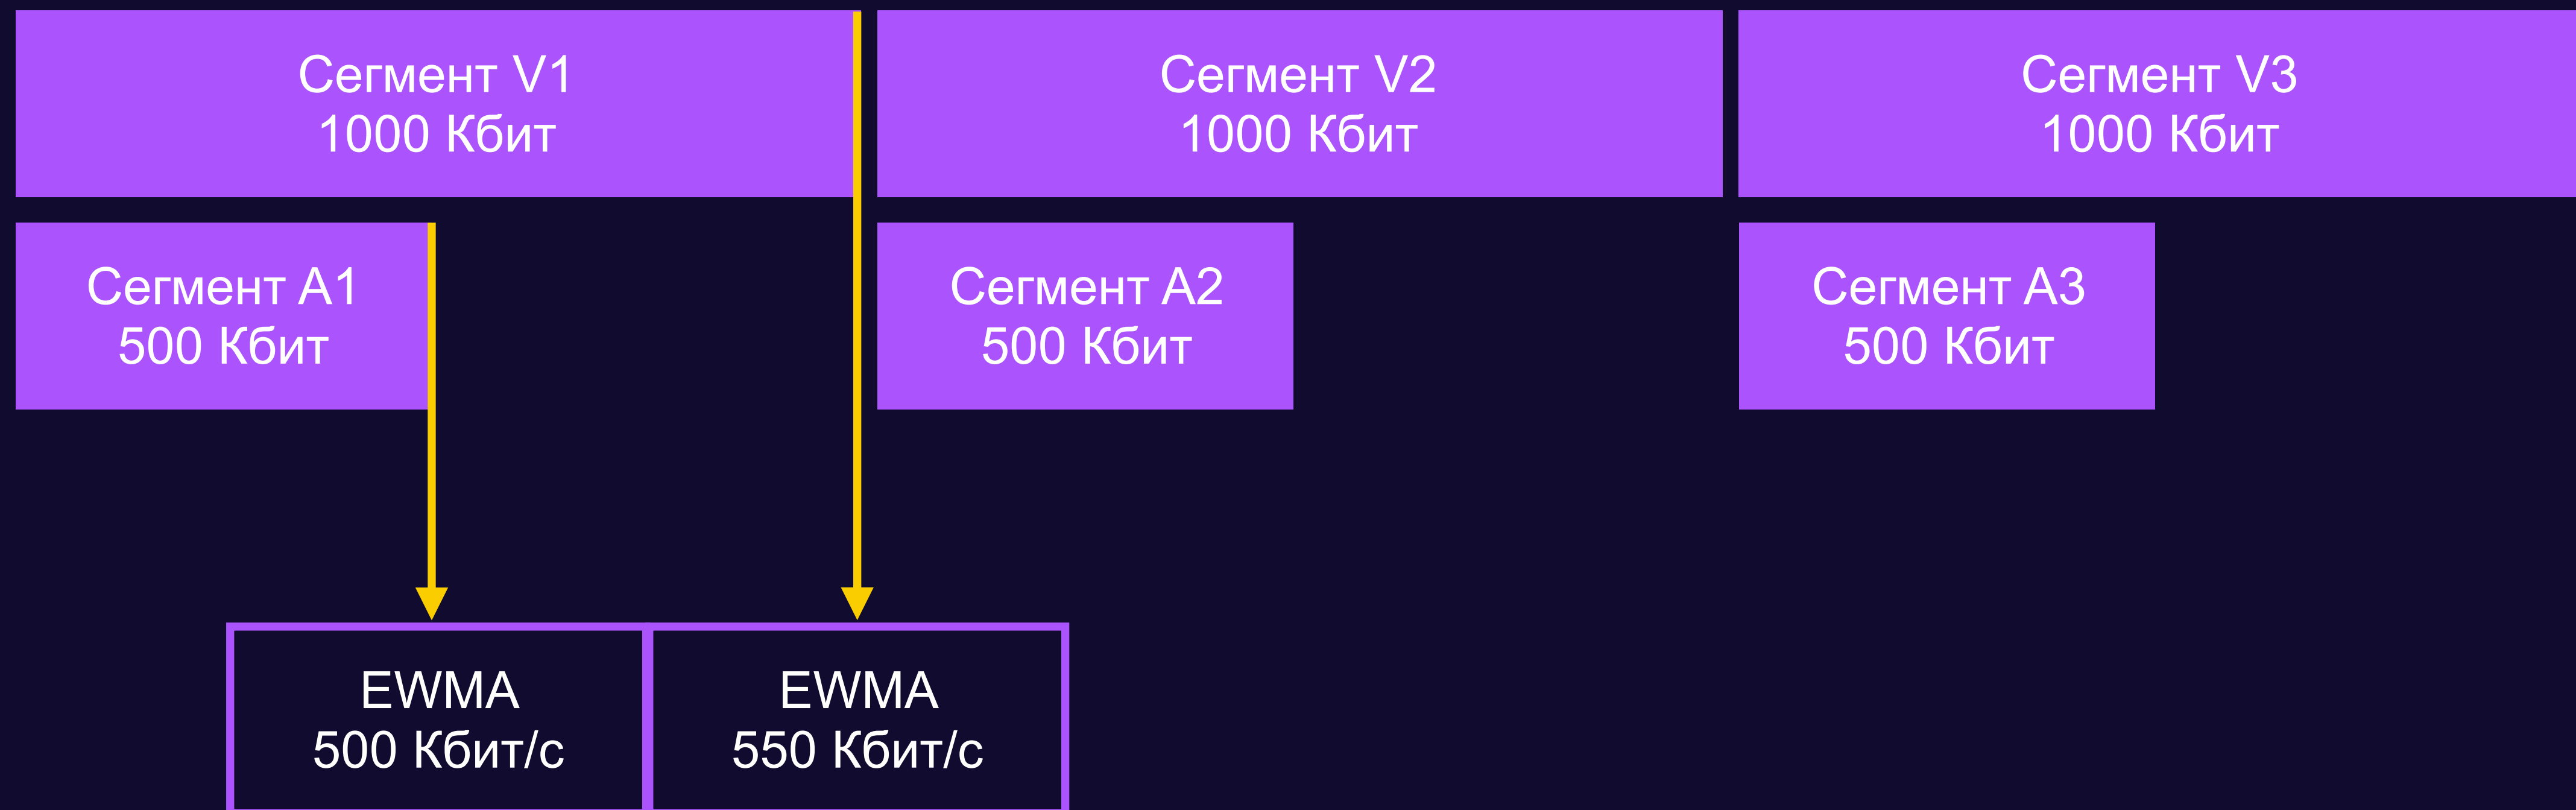 Сегмент V1
1000 Кбит
Сегмент V2
1000 Кбит
Сегмент V3
1000 Кбит
Сегмент A1
500 Кбит
Сегмент A2
500 Кбит
Сегмент A3
500 Кбит
EWMA
500 Кбит/с
EWMA
550 Кбит/с